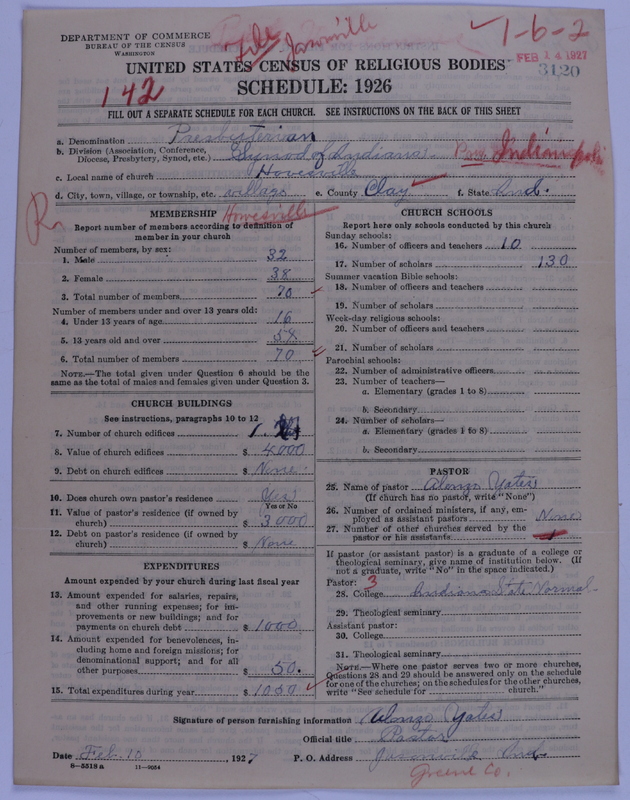 DEPARTMENT OF COMMERCE
BUREAU OF THE CENSUS
WASHINGTON
File Jasonville
1-6-2
FEB 14 1927
3120
UNITED STATES CENSUS OF RELIGIOUS BODIES
SCHEDULE: 1926
142
FILL OUT A SEPARATE SCHEDULE FOR EACH CHURCH. SEE INSTRUCTIONS ON THE BACK OF THIS SHEET
a. Denomination Presbyterian
b. Division (Association, Conference, Diocese, Presbytery, Synod, etc.) Synod of Indiana Indianapolis
c. Local name of church Howesville
d. City, town, village, or township, etc. village e. County Clay f. State Ind.
R
Howesville
MEMBERSHIP
Report number of members according to definition of member in your church
Number of members, by sex:
1. Male 32
2. Female 38
3. Total number of members 70
Number of members under and over 13 years old:
4. Under 13 years of age 16
5. 13 years old and over 54
6. Total number of members 70
NOTE.—The total given under Question 6 should be the same as the total of males and females given under Question 3.
CHURCH BUILDINGS
See instructions, paragraphs 10 to 12
7. Number of church edifices 1
8. Value of church edifices $ 4000
9. Debt on church edifices $ None
10. Does church own pastor's residence Yes
Yes or No
11. Value of pastor's residence (if owned by church) $ 3000
12. Debt on pastor's residence (if owned by church) $ None
EXPENDITURES
Amount expended by your church during last fiscal year
13. Amount expended for salaries, repairs, and other running expenses; for improvements or new buildings; and for payments on church debt $ 1000
14. Amount expended for benevolences, including home and foreign missions; for denominational support; and for all other purposes $ 50.
15. Total expenditures during year $ 1050
CHURCH SCHOOLS
Report here only schools conducted by this church
Sunday schools:
16. Number of officers and teachers 10
17. Number of scholars 130
Summer vacation Bible schools:
18. Number of officers and teachers
19. Number of scholars
Week-day religious schools:
20. Number of officers and teachers
21. Number of scholars
Parochial schools:
22. Number of administrative officers
23. Number of teachers—
a. Elementary (grades 1 to 8)
b. Secondary
24. Number of scholars—
a. Elementary (grades 1 to 8)
b. Secondary
PASTOR
25. Name of pastor Alonzo Yates
(If church has no pastor, write "None")
26. Number of ordained ministers, if any, employed as assistant pastors None
27. Number of other churches served by the pastor or his assistants 1
If pastor (or assistant pastor) is a graduate of a college or theological seminary, give name of institution below. (If not a graduate, write "No" in the space indicated.)
Pastor: 3
28. College Indiana State Normal
29. Theological seminary
Assistant pastor:
30. College
31. Theological seminary
NOTE.—Where one pastor serves two or more churches, Questions 28 and 29 should be answered only on the schedule for one of the churches; on the schedules for the other churches, write "See schedule for church."
Signature of person furnishing information Alonzo Yates
Official title Pastor
Date Feb. 10 1927 P. O. Address Jasonville Ind
8—5518 a 11—9054
Greene Co.